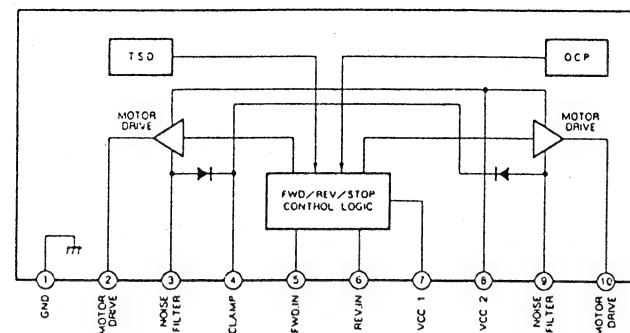 TSD
OCP
MOTOR
DRIVE
MOTOR
DRIVE
FWD/REV/STOP
CONTROL LOGIC
1
2
3
4
5
6
7
8
9
10
GND
MOTOR DRIVE
NOISE
FILTER
CLAMP
FWD.IN
REV.IN
VCC 1
VCC 2
NOISE
FILTER
MOTOR DRIVE